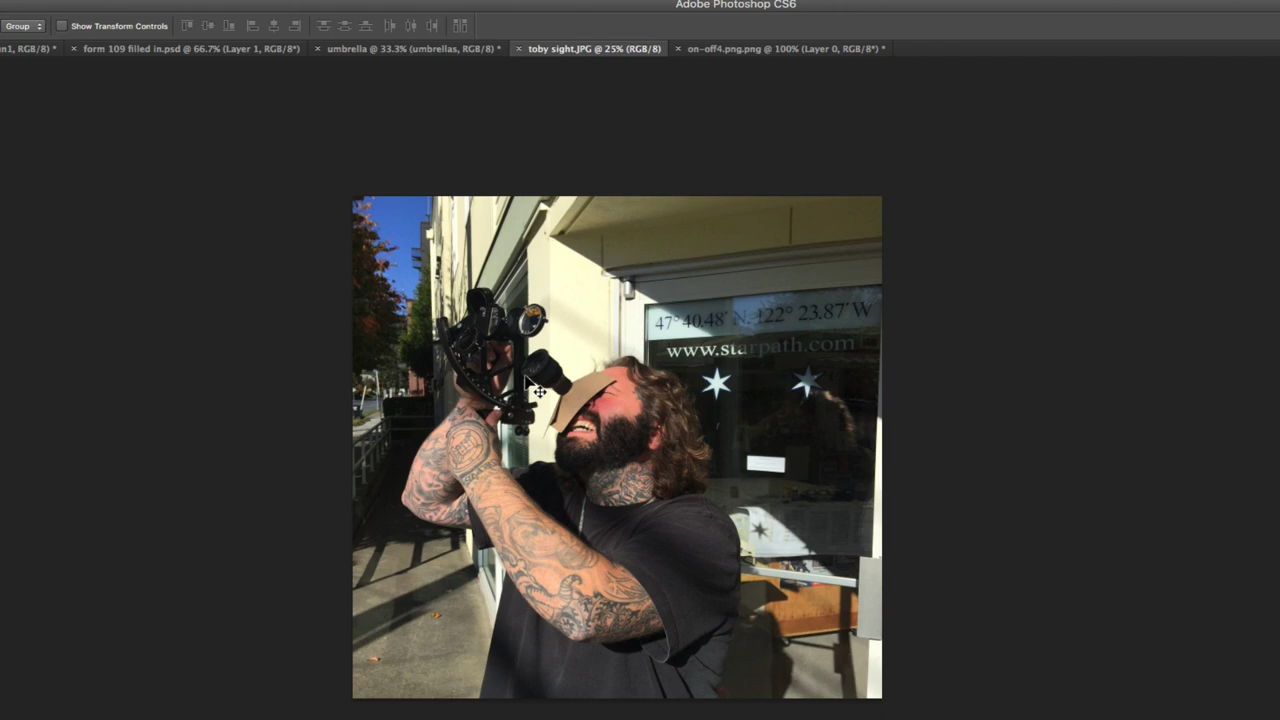 Adobe Photoshop CS6
Group Show Transform Controls
n1, RGB/8) * × form 109 filled in.psd @ 66.7% (Layer 1, RGB/8*) × umbrella @ 33.3% (umbrellas, RGB/8) * × toby sight.JPG @ 25% (RGB/8) × on-off4.png.png @ 100% (Layer 0, RGB/8*) *
47° 40.48' N, 122° 23.87' W
www.starpath.com